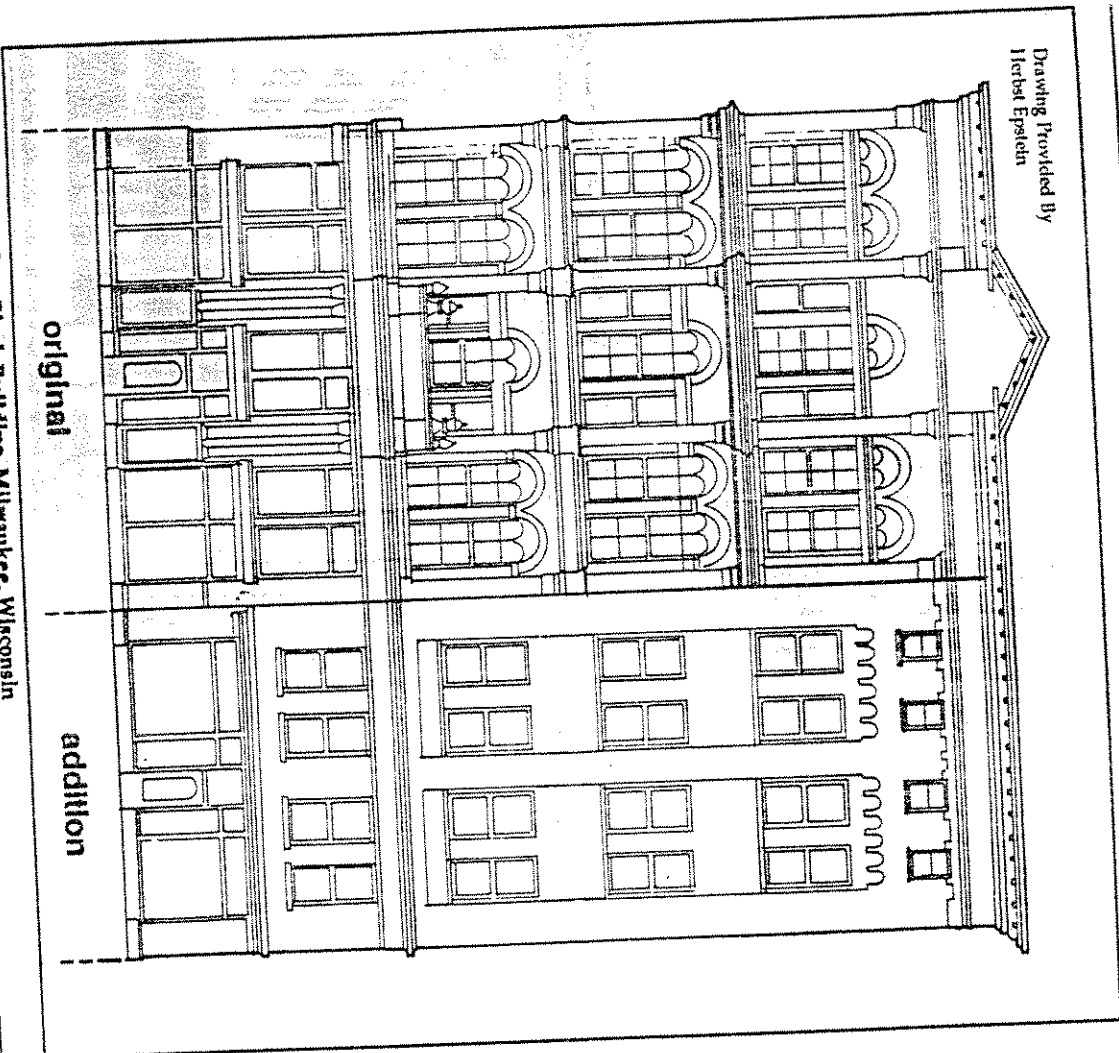 Drawing Provided By
Herbst Epstein
original
addition
Milwaukee, Wisconsin